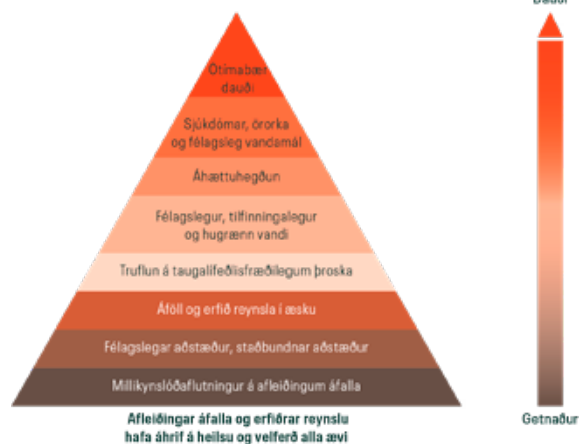 Dauði
Ótímabær
dauði
Sjúkdómar, örorka
og félagsleg vandamál
Áhættuhegðun
Félagslegur, tilfinningalegur
og hugrænn vandi
Truflun á taugalífeðlisfræðilegum þroska
Áföll og erfið reynsla í æsku
Félagslegar aðstæður, staðbundnar aðstæður
Millikynslóðaflutningur á afleiðingum áfalla
Getnaður
Afleiðingar áfalla og erfiðrar reynslu
hafa áhrif á heilsu og velferð alla ævi